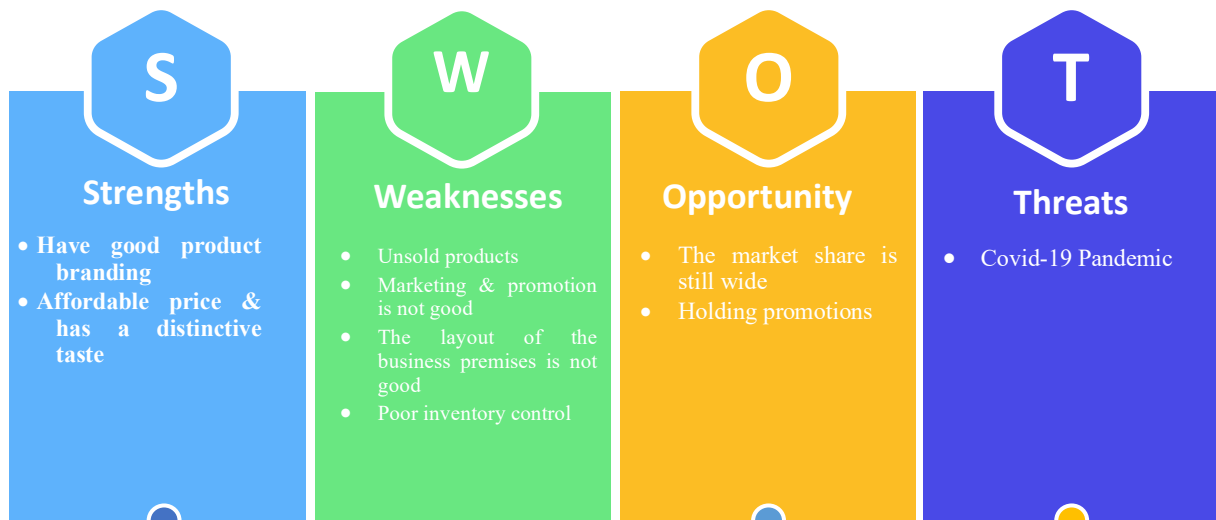 S
Strengths
• Have good product
branding
• Affordable price &
has a distinctive
taste
W
Weaknesses
• Unsold products
• Marketing & promotion
is not good
• The layout of the
business premises is not
good
• Poor inventory control
O
Opportunity
• The market share is
still wide
• Holding promotions
T
Threats
• Covid-19 Pandemic